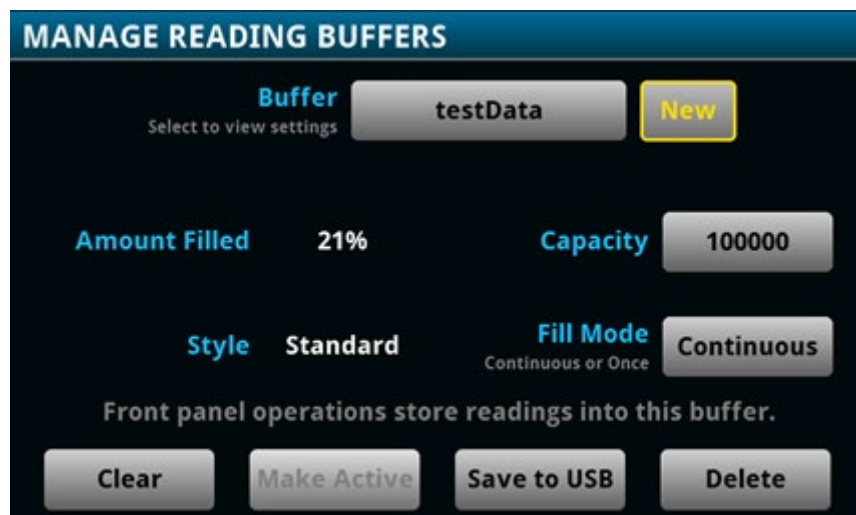 MANAGE READING BUFFERS
Buffer
Select to view settings
testData
New
Amount Filled
21%
Capacity
100000
Style
Standard
Fill Mode
Continuous or Once
Continuous
Front panel operations store readings into this buffer.
Clear
Make Active
Save to USB
Delete